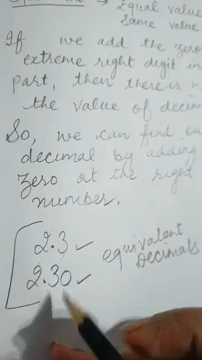 → Equal value
Same value
If we add the zero
extreme right digit in
part, then there is n
the value of decim
So, we can find
decimal by adding
zero at the right
number.
2.3 ✓
2.30 ✓
equivalent
decimals